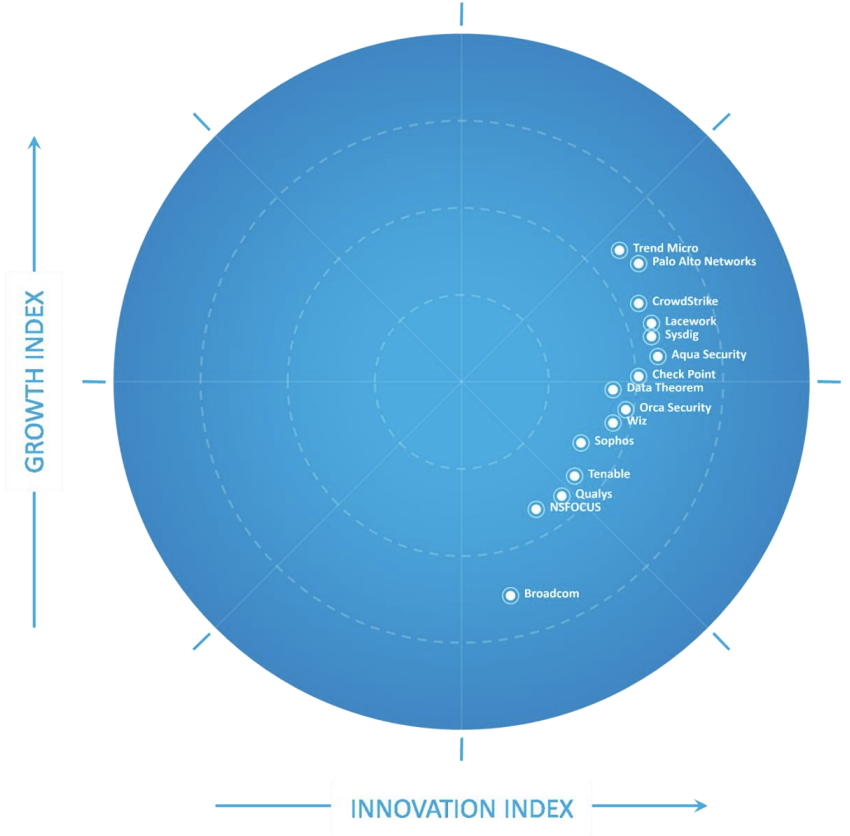 Trend Micro
Palo Alto Networks
CrowdStrike
Lacework
Sysdig
Aqua Security
Check Point
Data Theorem
Orca Security
Wiz
Sophos
Tenable
Qualys
NSFOCUS
Broadcom
GROWTH INDEX
INNOVATION INDEX